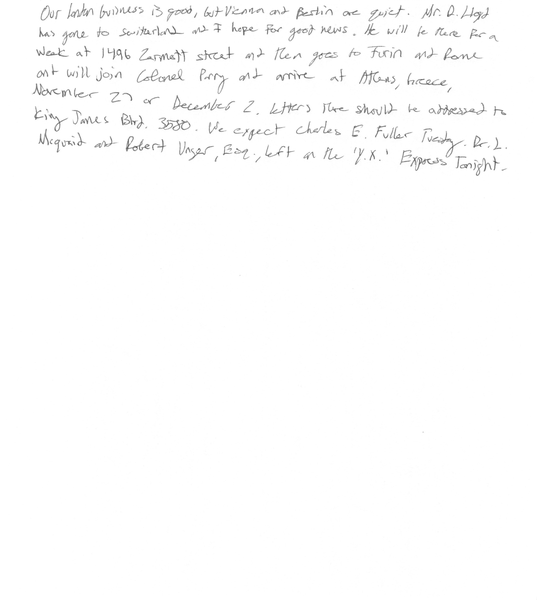 Our London business is good, but Vienna and Berlin are quiet. Mr. D. Lloyd
has gone to Switzerland and I hope for good news. He will be there for a
week at 1496 Zermott street and then goes to Turin and Rome
and will join Colonel Parry and arrive at Athens, Greece,
November 27 or December 2. Letters there should be addressed to
King James Blvd. 3580. We expect Charles E. Fuller Tuesday. Dr. L.
Mcquaid and Robert Unger, Esq., left on the 'Y.X.' Express Tonight.